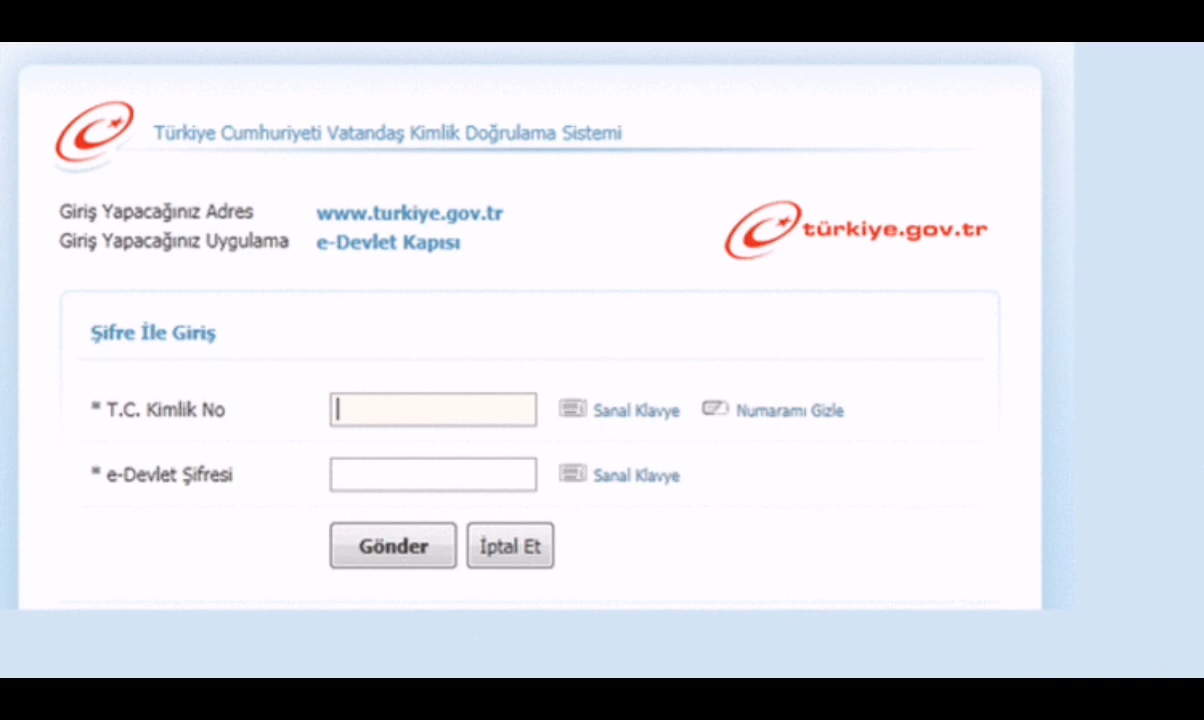 Türkiye Cumhuriyeti Vatandaş Kimlik Doğrulama Sistemi
Giriş Yapacağınız Adres www.turkiye.gov.tr
Giriş Yapacağınız Uygulama e-Devlet Kapısı
türkiye.gov.tr
Şifre İle Giriş
* T.C. Kimlik No Sanal Klavye Numaramı Gizle
* e-Devlet Şifresi Sanal Klavye
Gönder İptal Et